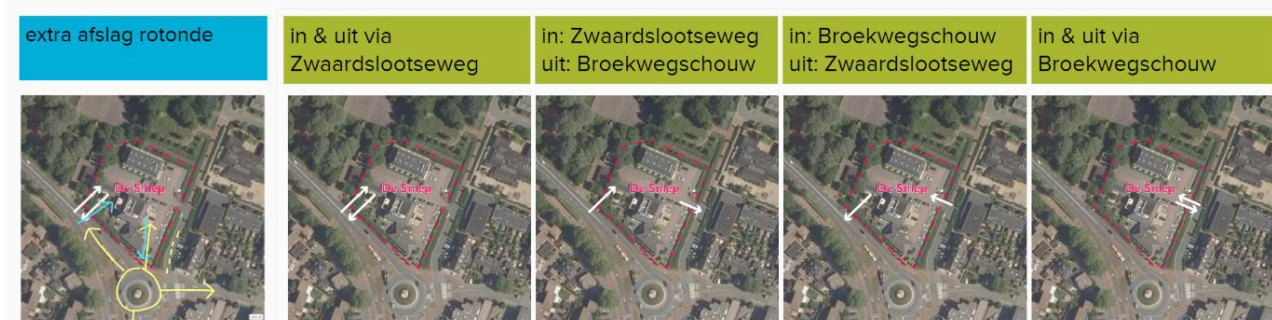 extra afslag rotonde
in & uit via
Zwaardslootseweg
in: Zwaardslootseweg
uit: Broekwegschouw
in: Broekwegschouw
uit: Zwaardslootseweg
in & uit via
Broekwegschouw
De Sniep
De Sniep
De Sniep
De Sniep
De Sniep